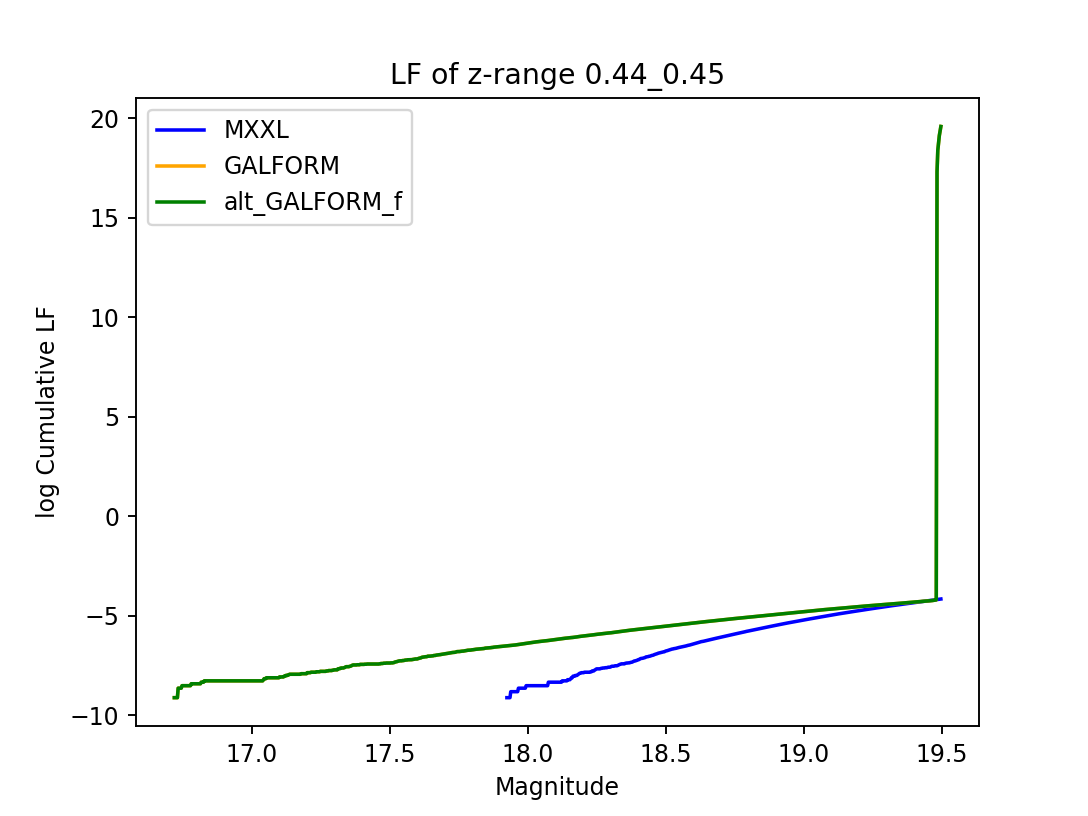 LF of z-range 0.44_0.45
MXXL
GALFORM
alt_GALFORM_f
20
15
10
5
0
−5
−10
log Cumulative LF
17.0 17.5 18.0 18.5 19.0 19.5
Magnitude